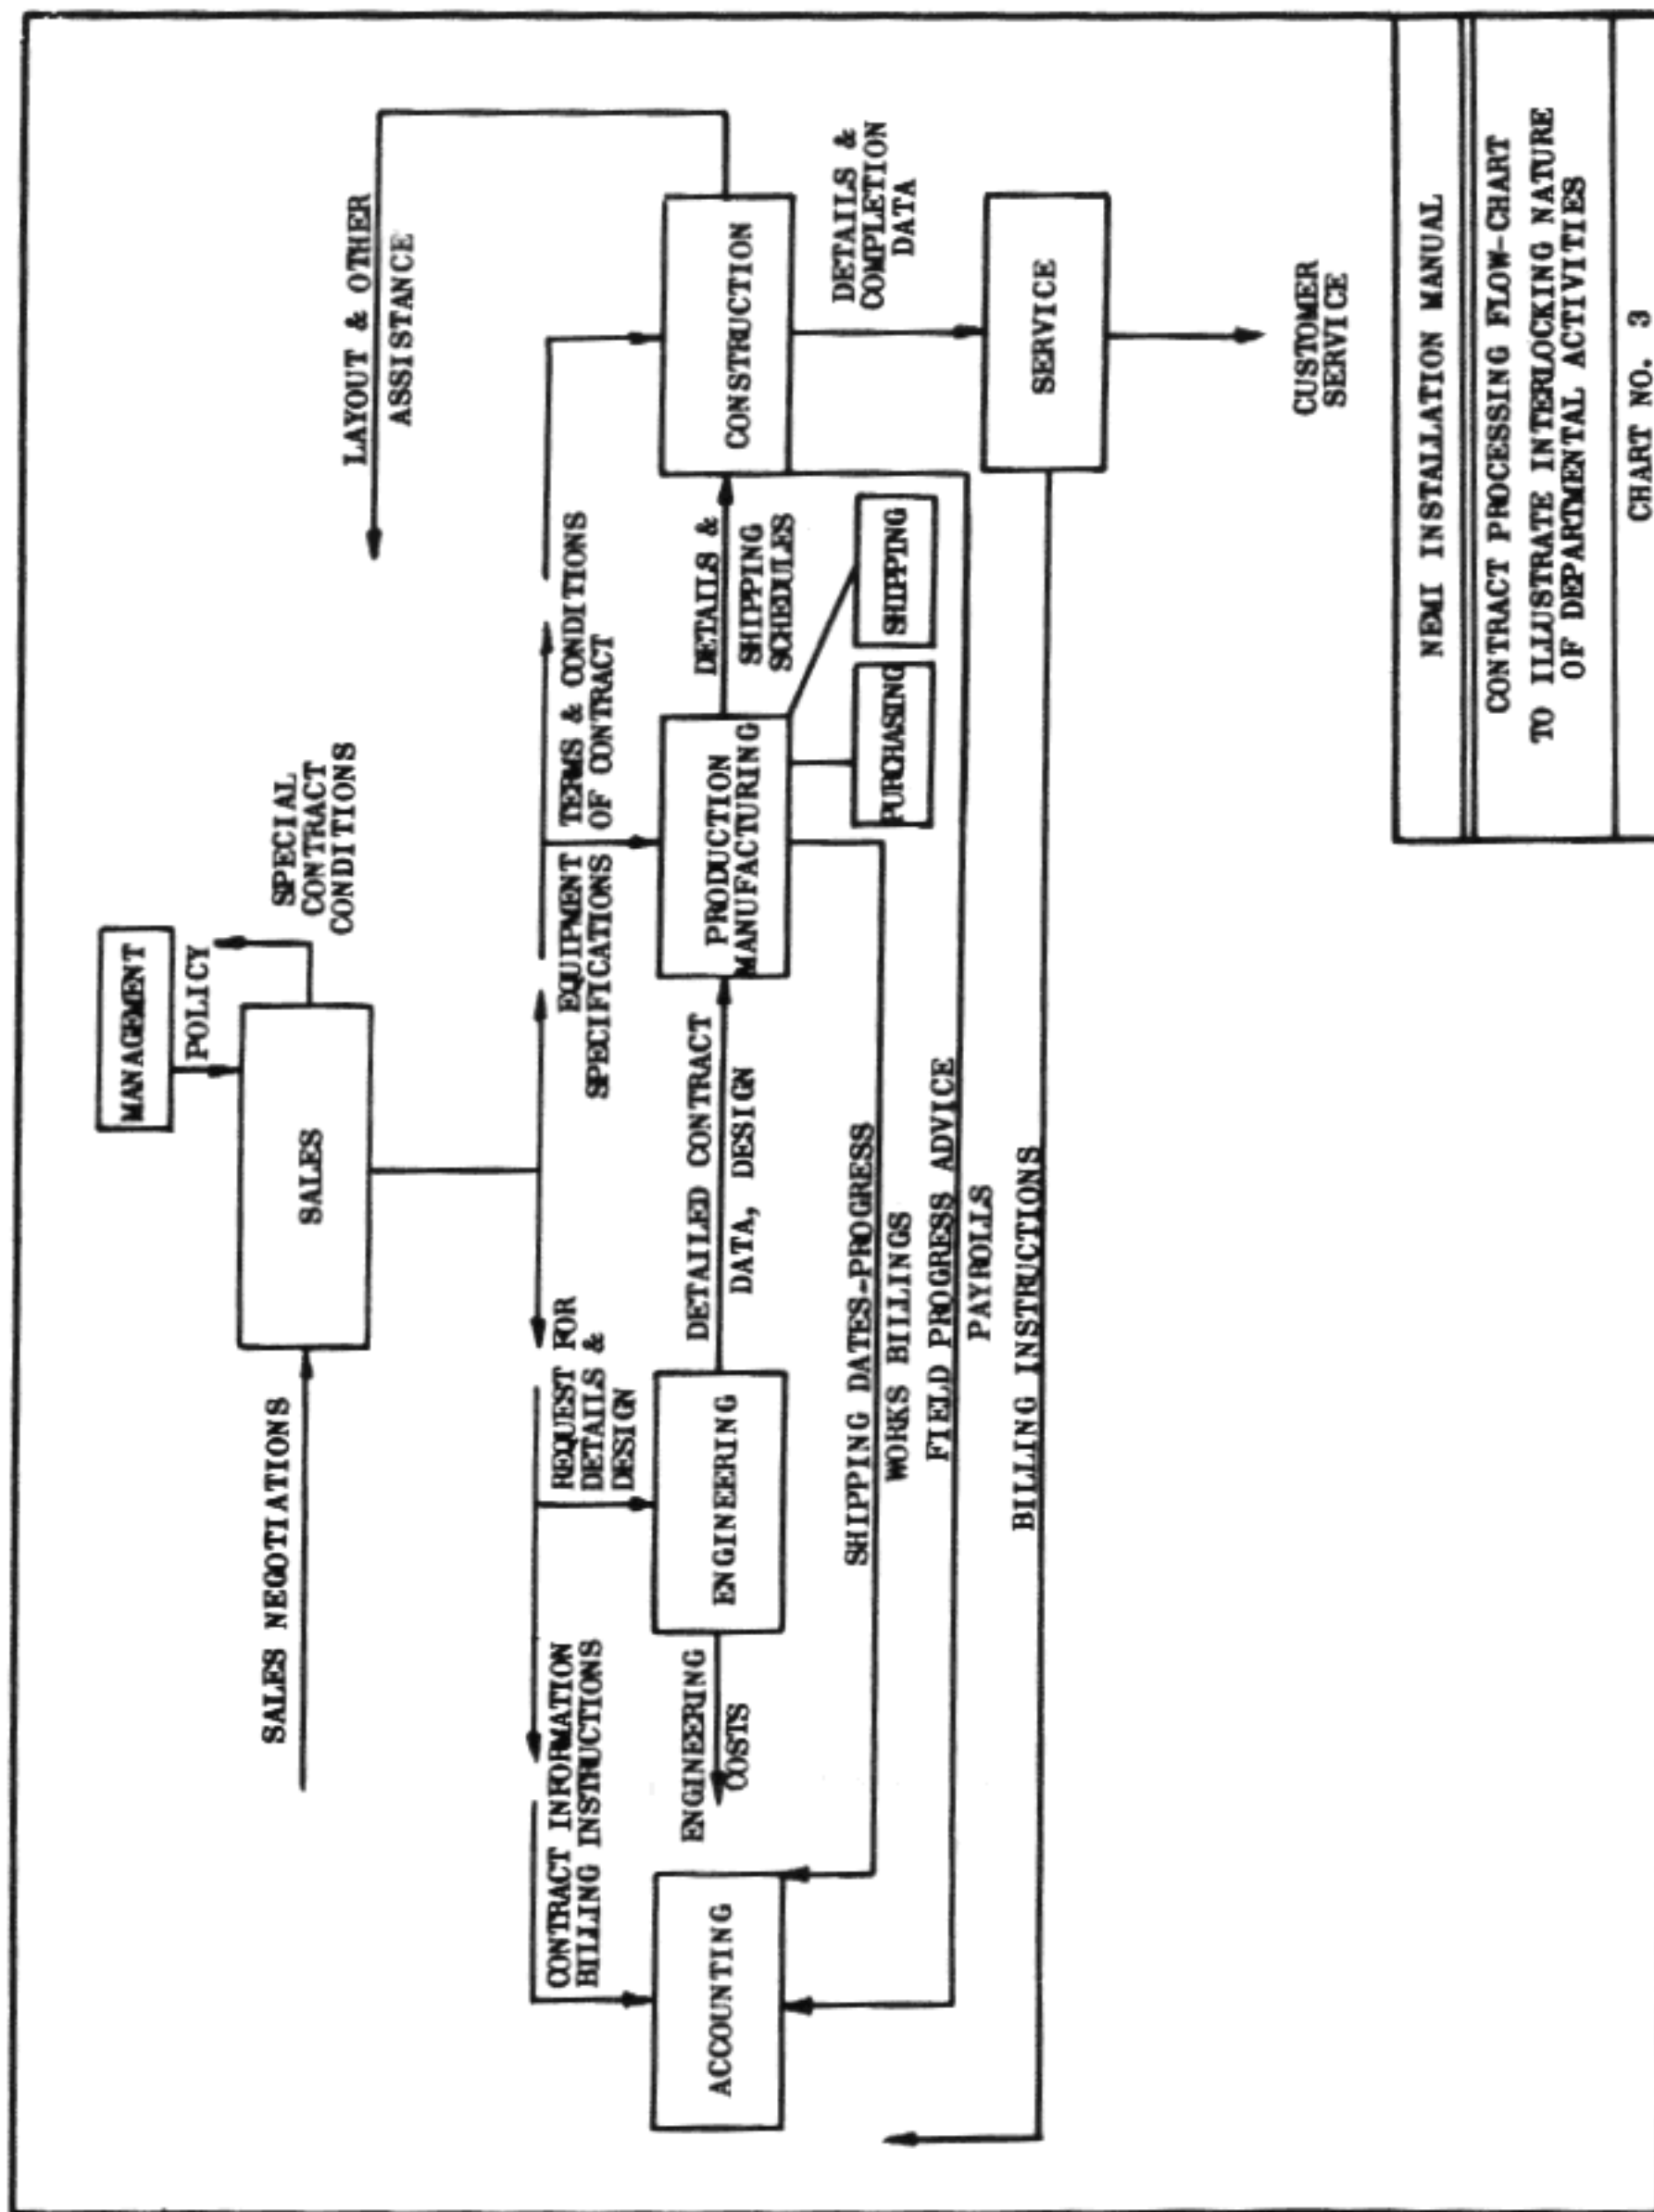 MANAGEMENT
POLICY
SPECIAL
CONTRACT
CONDITIONS
SALES NEGOTIATIONS
SALES
LAYOUT & OTHER
ASSISTANCE
CONTRACT INFORMATION
BILLING INSTRUCTIONS
REQUEST FOR
DETAILS &
DESIGN
EQUIPMENT
SPECIFICATIONS
TERMS & CONDITIONS
OF CONTRACT
ACCOUNTING
ENGINEERING
COSTS
ENGINEERING
DETAILED CONTRACT
DATA, DESIGN
PRODUCTION
MANUFACTURING
DETAILS &
SHIPPING
SCHEDULES
CONSTRUCTION
PURCHASING
SHIPPING
DETAILS &
COMPLETION
DATA
SHIPPING DATES-PROGRESS
WORKS BILLINGS
FIELD PROGRESS ADVICE
PAYROLLS
BILLING INSTRUCTIONS
SERVICE
CUSTOMER
SERVICE
NEMI INSTALLATION MANUAL
CONTRACT PROCESSING FLOW-CHART
TO ILLUSTRATE INTERLOCKING NATURE
OF DEPARTMENTAL ACTIVITIES
CHART NO. 3